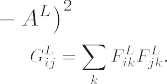 − A^L)^2
G^L_{ij} = \sum_k F^L_{ik} F^L_{jk}.